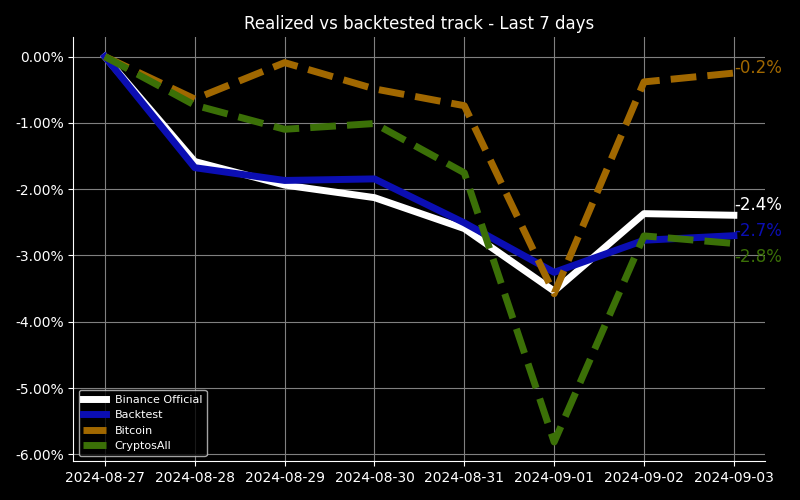 Realized vs backtested track - Last 7 days
0.00%
-1.00%
-2.00%
-3.00%
-4.00%
-5.00%
-6.00%
-0.2%
-2.4%
-2.7%
-2.8%
Binance Official
Backtest
Bitcoin
CryptosAll
2024-08-27 2024-08-28 2024-08-29 2024-08-30 2024-08-31 2024-09-01 2024-09-02 2024-09-03